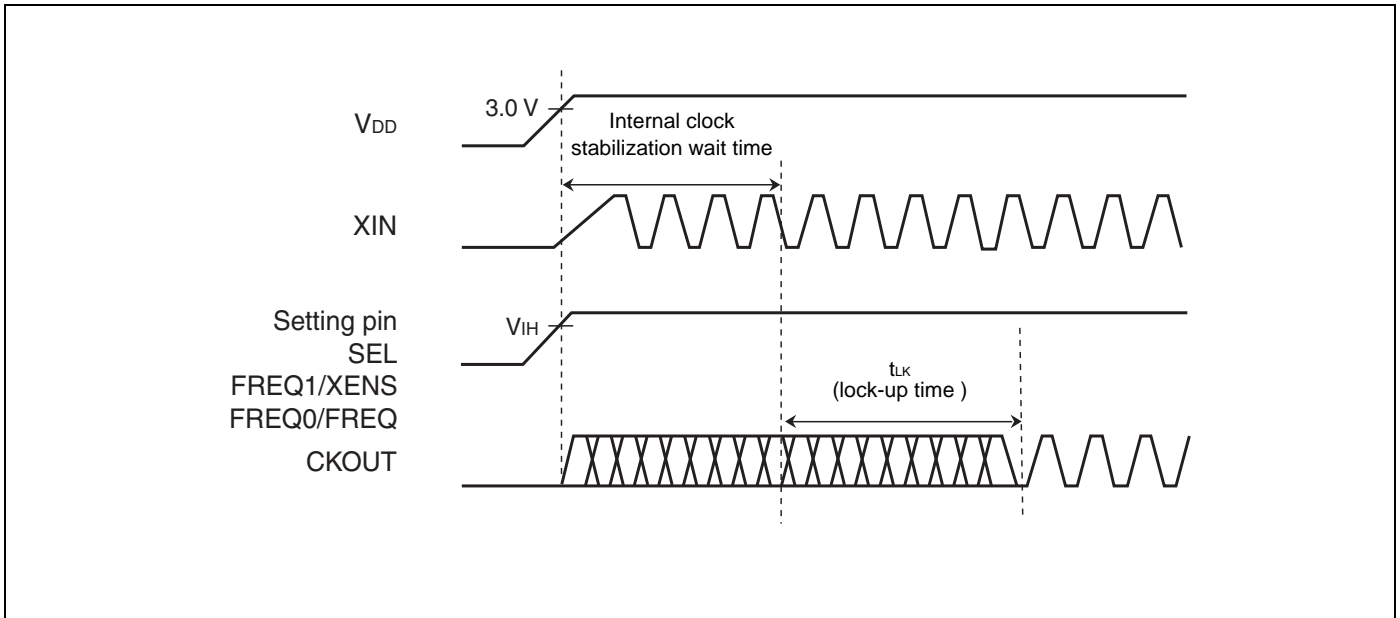 VDD
3.0 V
Internal clock
stabilization wait time
XIN
Setting pin
SEL
FREQ1/XENS
FREQ0/FREQ
VIH
tLK
(lock-up time )
CKOUT